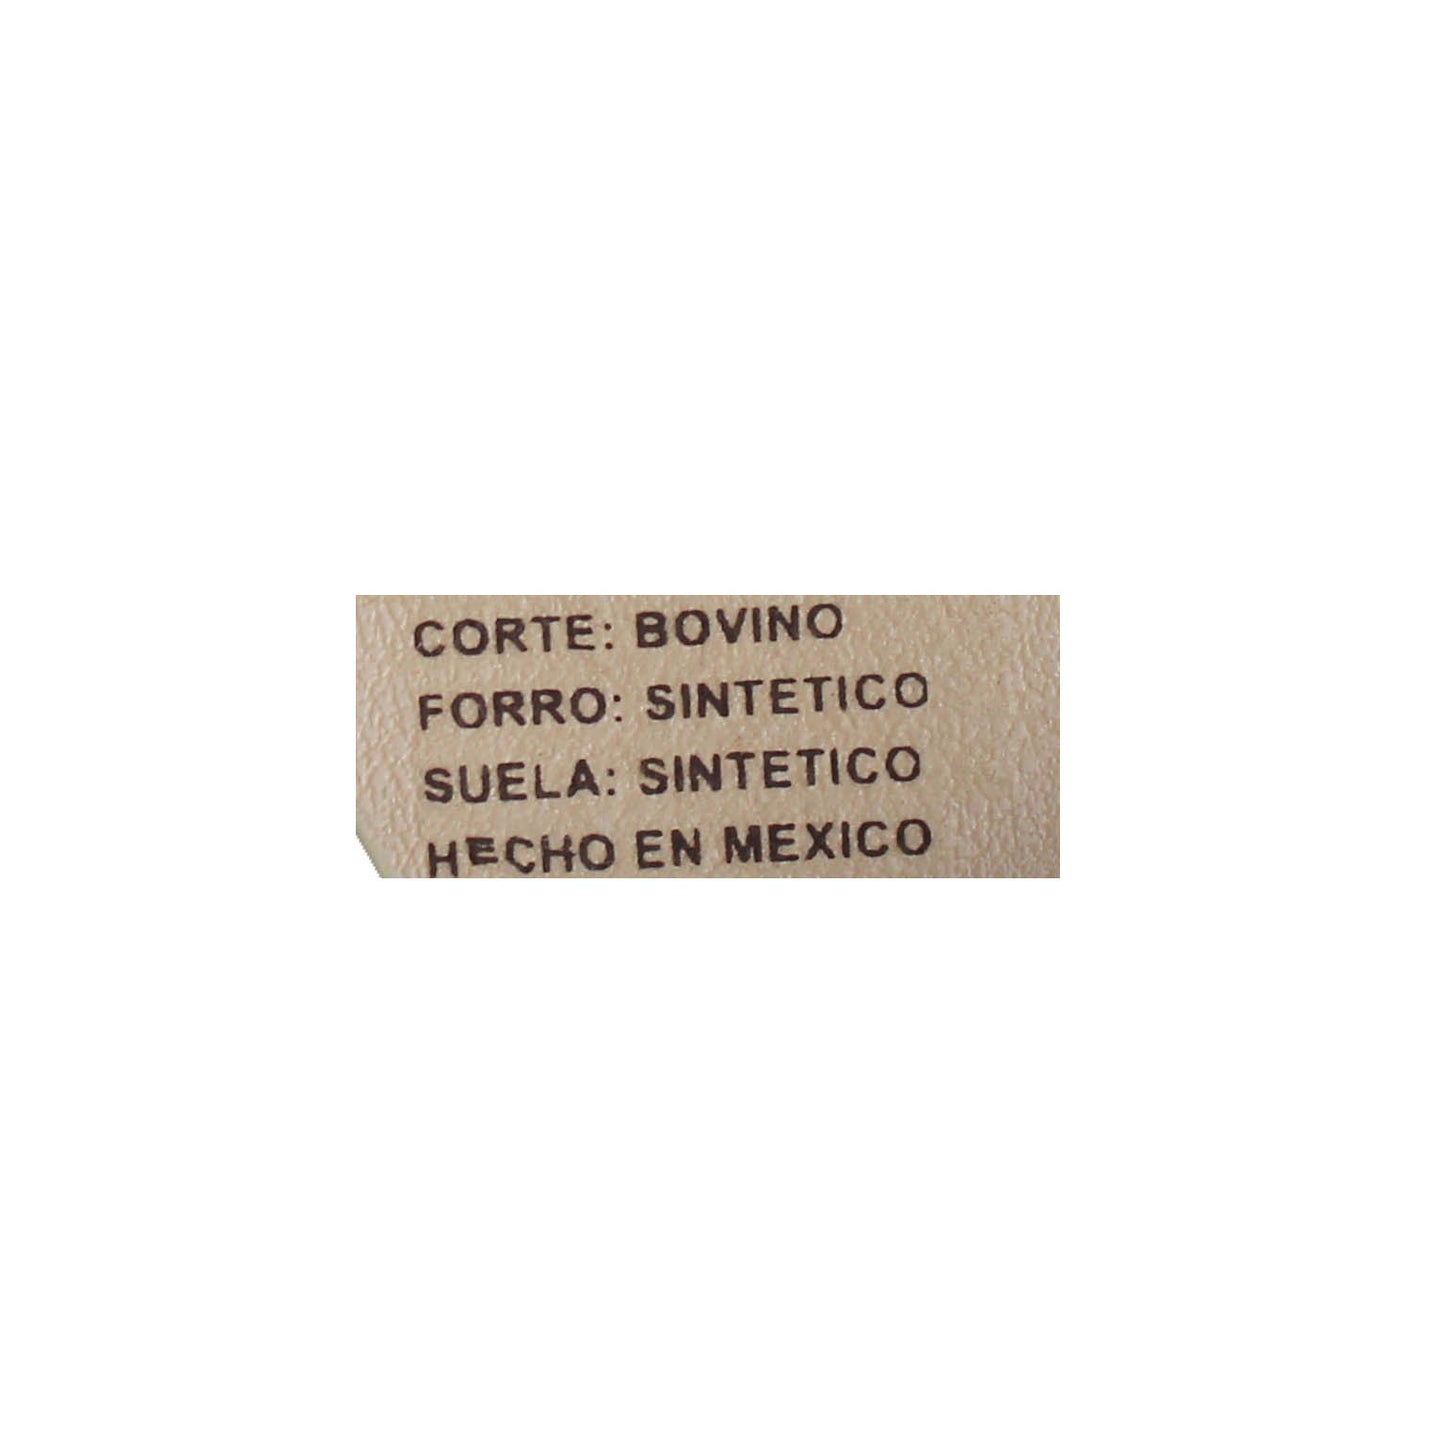 CORTE: BOVINO
FORRO: SINTETICO
SUELA: SINTETICO
HECHO EN MEXICO